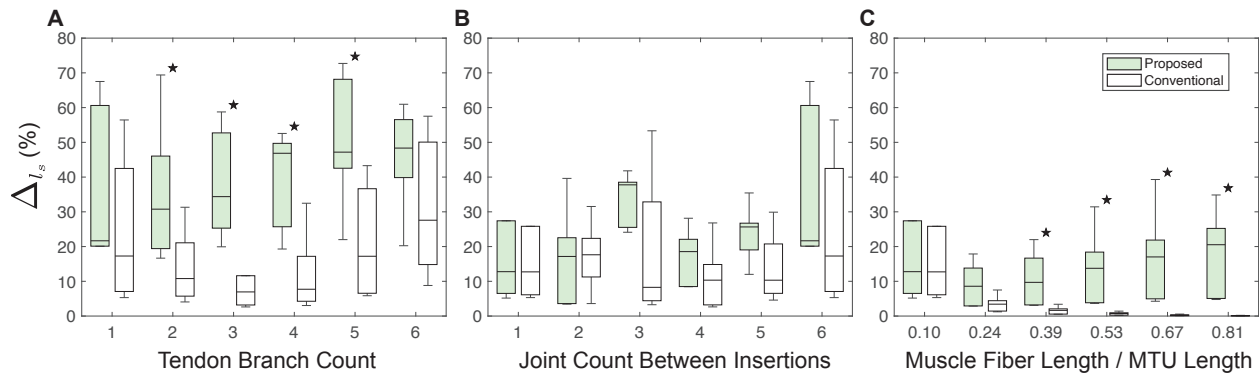 A
B
C
80
70
60
50
40
30
20
10
0
Δls (%)
1 2 3 4 5 6
Tendon Branch Count
80
70
60
50
40
30
20
10
0
1 2 3 4 5 6
Joint Count Between Insertions
80
70
60
50
40
30
20
10
0
Proposed
Conventional
0.10 0.24 0.39 0.53 0.67 0.81
Muscle Fiber Length / MTU Length